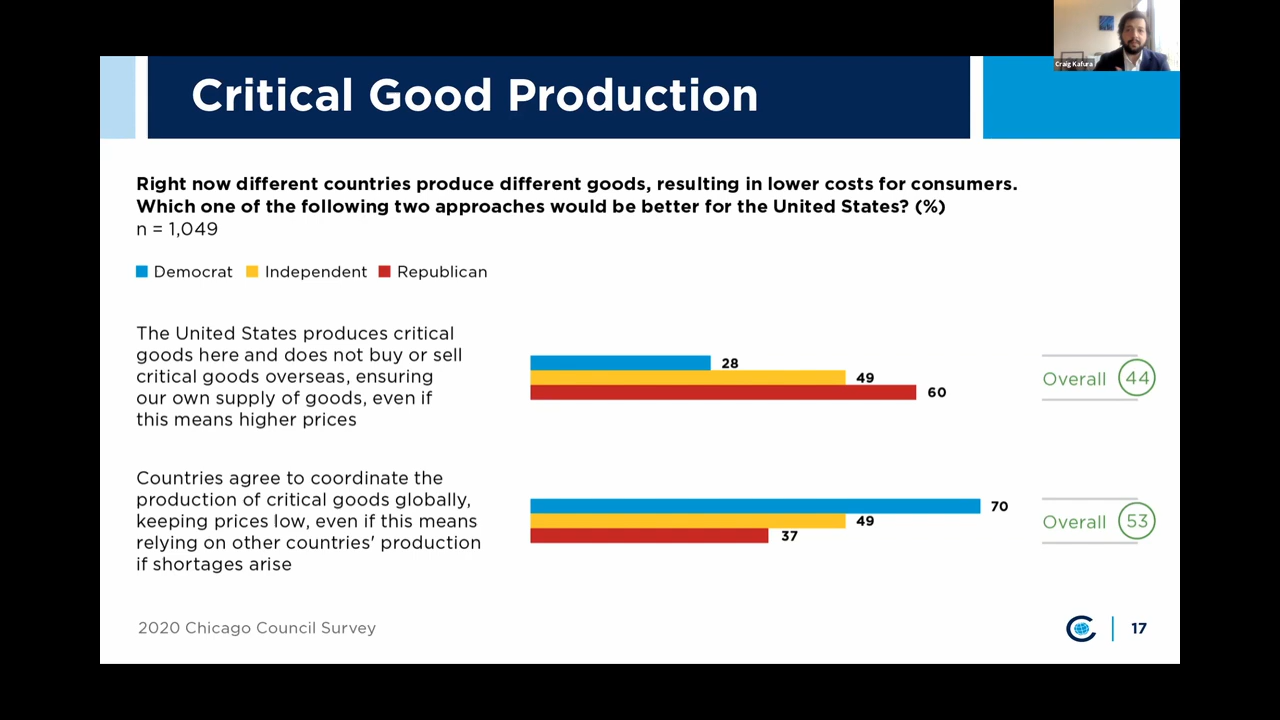 Craig Kafura
Critical Good Production
Right now different countries produce different goods, resulting in lower costs for consumers.
Which one of the following two approaches would be better for the United States? (%)
n = 1,049
Democrat Independent Republican
The United States produces critical
goods here and does not buy or sell
critical goods overseas, ensuring
our own supply of goods, even if
this means higher prices
28
49
60
Overall 44
Countries agree to coordinate the
production of critical goods globally,
keeping prices low, even if this means
relying on other countries' production
if shortages arise
70
49
37
Overall 53
2020 Chicago Council Survey
17